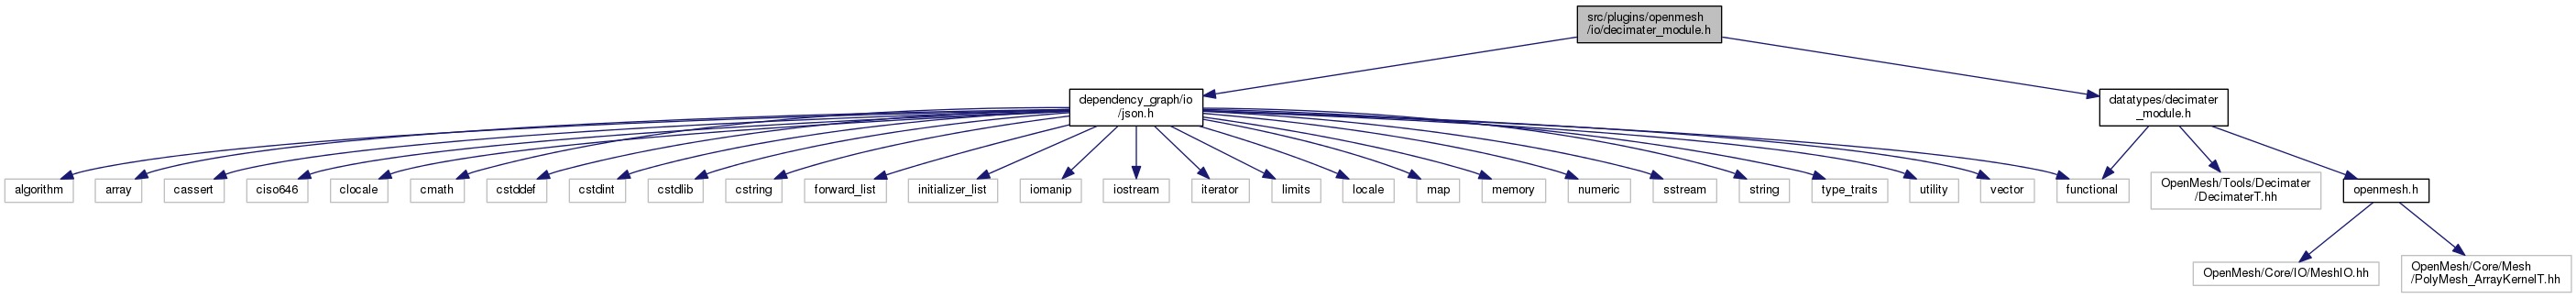 src/plugins/openmesh
/io/decimater_module.h
dependency_graph/io
/json.h
datatypes/decimater
_module.h
algorithm
array
cassert
ciso646
clocale
cmath
cstddef
cstdint
cstdlib
cstring
forward_list
initializer_list
iomanip
iostream
iterator
limits
locale
map
memory
numeric
sstream
string
type_traits
utility
vector
functional
OpenMesh/Tools/Decimater
/DecimaterT.hh
openmesh.h
OpenMesh/Core/IO/MeshIO.hh
OpenMesh/Core/Mesh
/PolyMesh_ArrayKernelT.hh